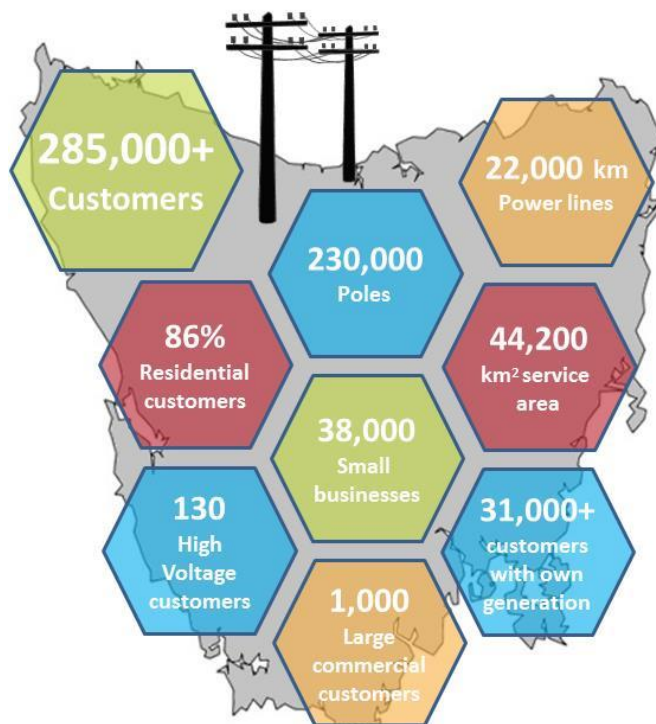 285,000+
Customers
22,000 km
Power lines
230,000
Poles
86%
Residential
customers
44,200
km² service
area
38,000
Small
businesses
130
High
Voltage
customers
31,000+
customers
with own
generation
1,000
Large
commercial
customers